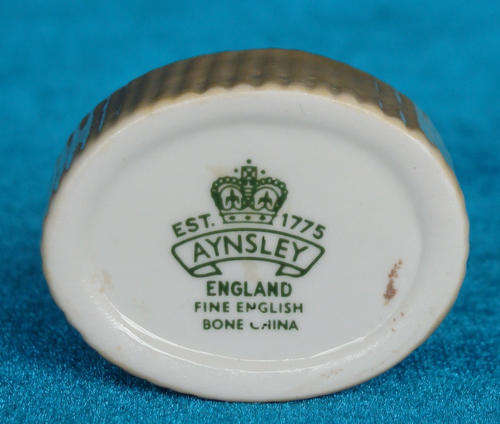 EST. 1775
AYNSLEY
ENGLAND
FINE ENGLISH
BONE CHINA